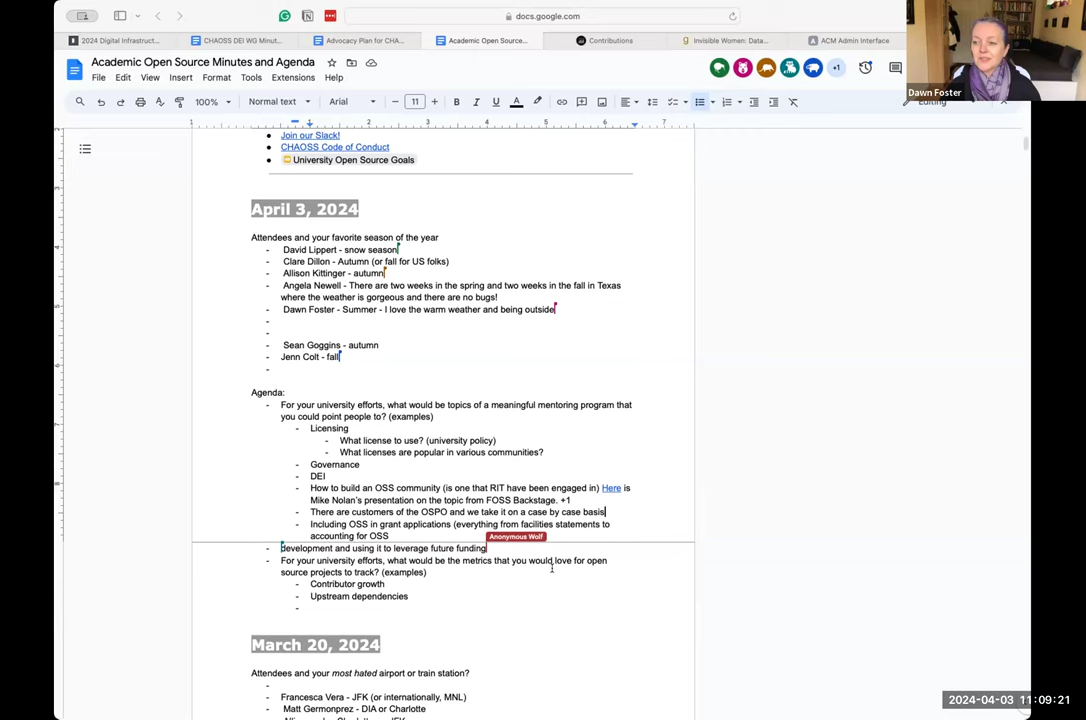 docs.google.com
2024 Digital Infrastruct...
CHAOSS DEI WG Minut...
Advocacy Plan for CHA...
Academic Open Source...
Contributions
Invisible Women: Data...
ACM Admin Interface
Academic Open Source Minutes and Agenda
File Edit View Insert Format Tools Extensions Help
+1
Dawn Foster
100% Normal text Arial 11 B I U A
Editing
1 1 2 3 4 5 6 7
Join our Slack!
CHAOSS Code of Conduct
University Open Source Goals
April 3, 2024
Attendees and your favorite season of the year
- David Lippert - snow season
- Clare Dillon - Autumn (or fall for US folks)
- Allison Kittinger - autumn
- Angela Newell - There are two weeks in the spring and two weeks in the fall in Texas
where the weather is gorgeous and there are no bugs!
- Dawn Foster - Summer - I love the warm weather and being outside
-
-
Sean Goggins - autumn
- Jenn Colt - fall
-
Agenda:
- For your university efforts, what would be topics of a meaningful mentoring program that
you could point people to? (examples)
- Licensing
- What license to use? (university policy)
- What licenses are popular in various communities?
- Governance
- DEI
- How to build an OSS community (is one that RIT have been engaged in) Here is
Mike Nolan's presentation on the topic from FOSS Backstage. +1
- There are customers of the OSPO and we take it on a case by case basis
- Including OSS in grant applications (everything from facilities statements to
accounting for OSS
Anonymous Wolf
- development and using it to leverage future funding
- For your university efforts, what would be the metrics that you would love for open
source projects to track? (examples)
- Contributor growth
- Upstream dependencies
-
March 20, 2024
Attendees and your most hated airport or train station?
-
- Francesca Vera - JFK (or internationally, MNL)
- Matt Germonprez - DIA or Charlotte
2024-04-03 11:09:21